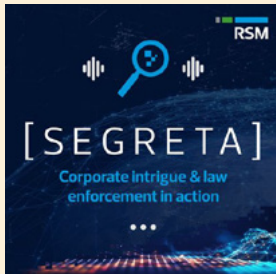 RSM
[SEGRETA]
Corporate intrigue & law
enforcement in action